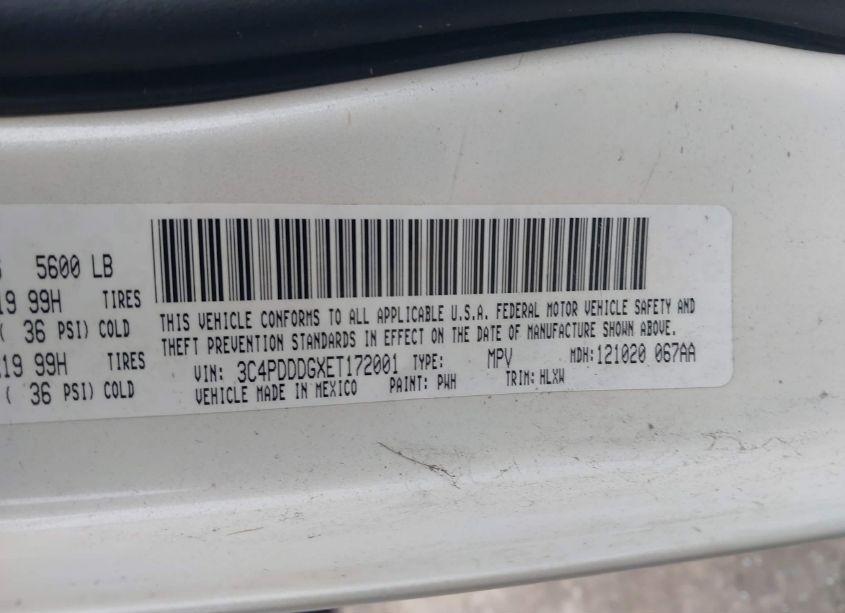 5600 LB
19 99H TIRES
( 36 PSI) COLD
19 99H TIRES
( 36 PSI) COLD
THIS VEHICLE CONFORMS TO ALL APPLICABLE U.S.A. FEDERAL MOTOR VEHICLE SAFETY AND
THEFT PREVENTION STANDARDS IN EFFECT ON THE DATE OF MANUFACTURE SHOWN ABOVE.
VIN: 3C4PDDDGXET172001 TYPE: MPV MDH:121020 067AA
VEHICLE MADE IN MEXICO PAINT: PWH TRIM: HLXW